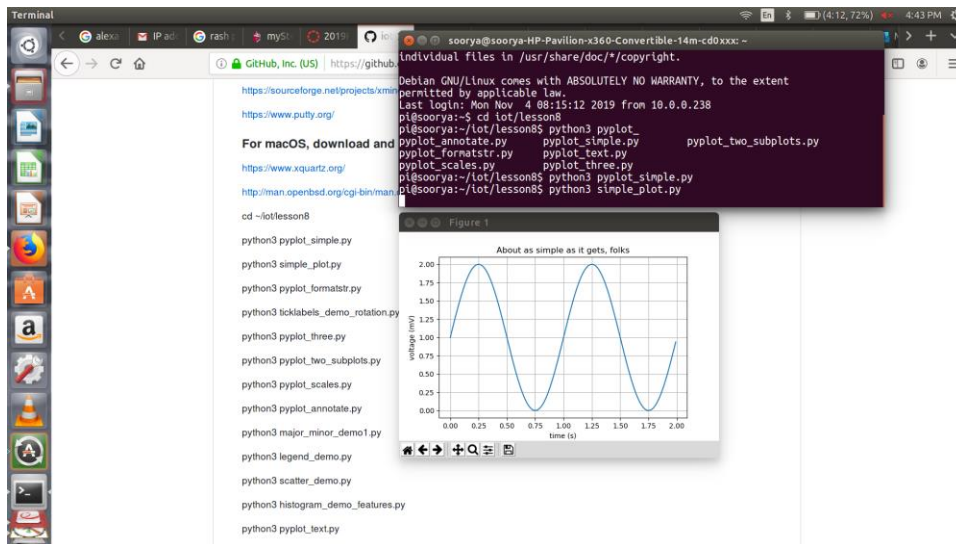 Terminal
En
(4:12, 72%)
4:43 PM
alexa
IP ad
rash
mySt
2019
GitHub, Inc. (US)
https://github.
https://sourceforge.net/projects/xmin
https://www.putty.org/
For macOS, download and
https://www.xquartz.org/
http://man.openbsd.org/cgi-bin/man.
cd ~/iot/lesson8
python3 pyplot_simple.py
python3 simple_plot.py
python3 pyplot_formatstr.py
python3 ticklabels_demo_rotation.py
python3 pyplot_three.py
python3 pyplot_two_subplots.py
python3 pyplot_scales.py
python3 pyplot_annotate.py
python3 major_minor_demo1.py
python3 legend_demo.py
python3 scatter_demo.py
python3 histogram_demo_features.py
python3 pyplot_text.py
soorya@soorya-HP-Pavilion-x360-Convertible-14m-cd0xxx: ~
individual files in /usr/share/doc/*/copyright.
Debian GNU/Linux comes with ABSOLUTELY NO WARRANTY, to the extent
permitted by applicable law.
Last login: Mon Nov  4 08:15:12 2019 from 10.0.0.238
pi@soorya:~$ cd iot/lesson8
pi@soorya:~/iot/lesson8$ python3 pyplot_
pyplot_annotate.py pyplot_simple.py pyplot_two_subplots.py
pyplot_formatstr.py pyplot_text.py
pyplot_scales.py pyplot_three.py
pi@soorya:~/iot/lesson8$ python3 pyplot_simple.py
pi@soorya:~/iot/lesson8$ python3 simple_plot.py
Figure 1
About as simple as it gets, folks
2.00
1.75
1.50
1.25
1.00
0.75
0.50
0.25
0.00
voltage (mV)
0.00 0.25 0.50 0.75 1.00 1.25 1.50 1.75 2.00
time (s)